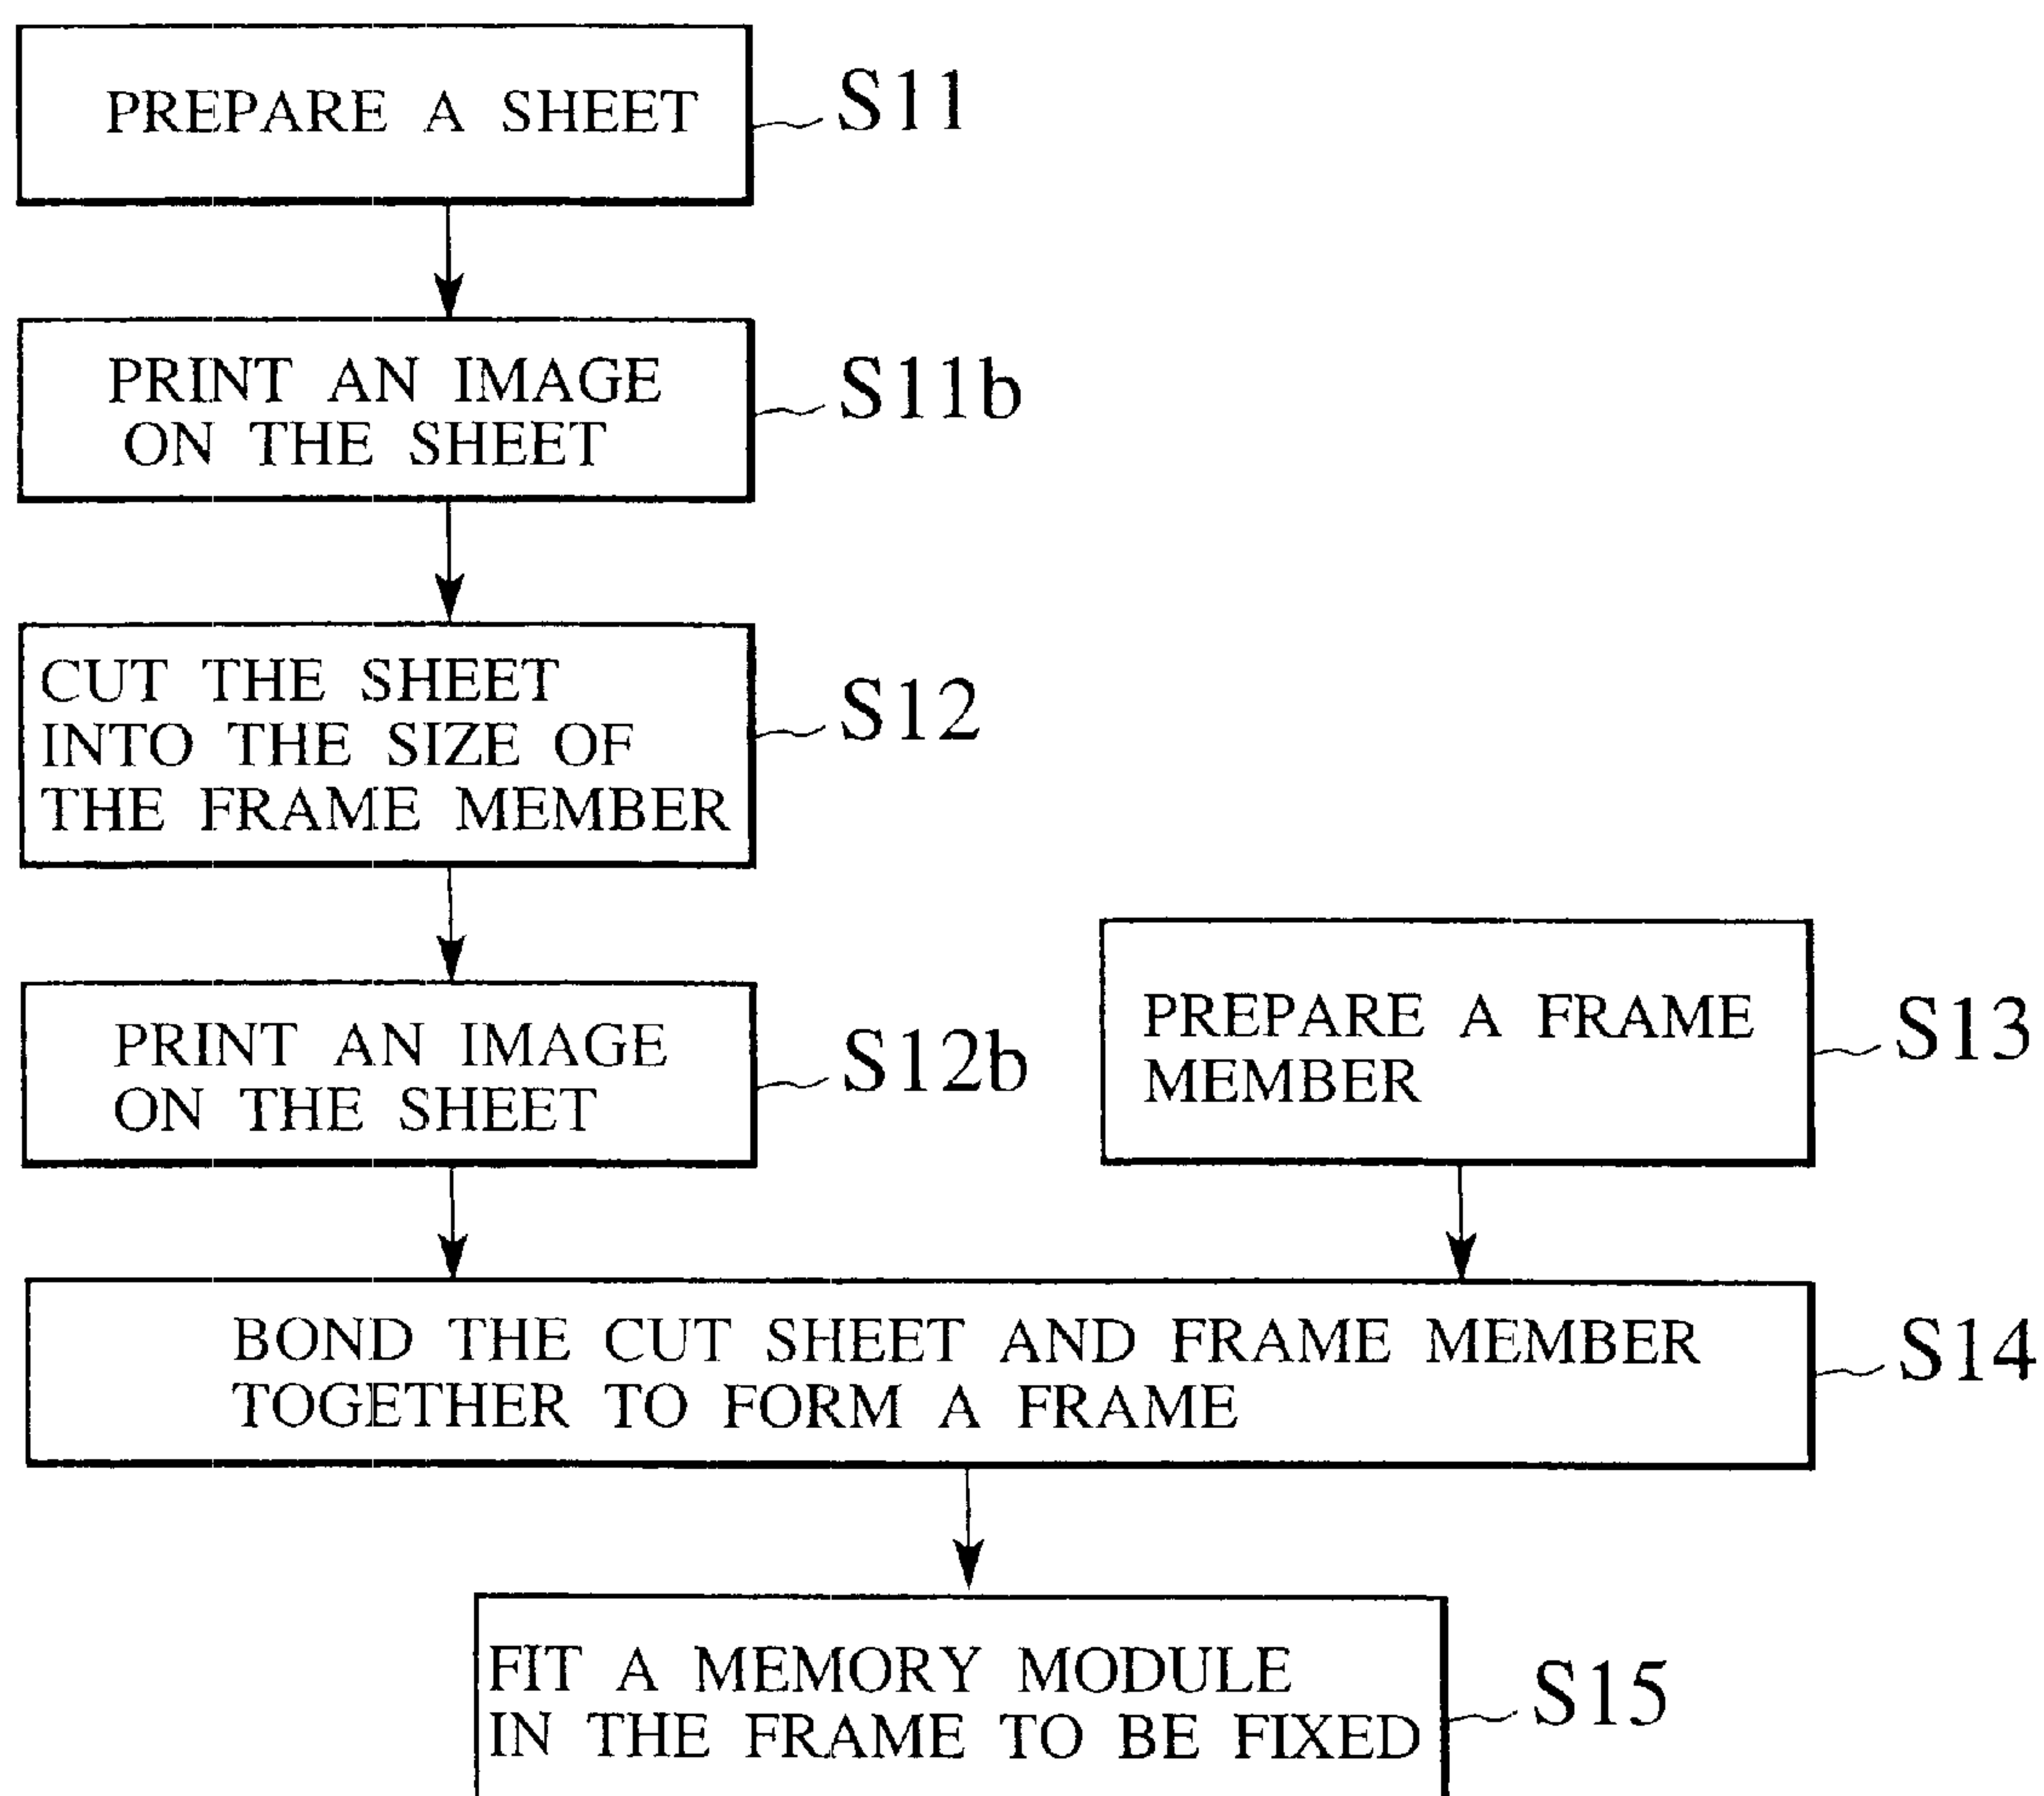 PREPARE A SHEET
S11
PRINT AN IMAGE
ON THE SHEET
S11b
CUT THE SHEET
INTO THE SIZE OF
THE FRAME MEMBER
S12
PRINT AN IMAGE
ON THE SHEET
S12b
PREPARE A FRAME
MEMBER
S13
BOND THE CUT SHEET AND FRAME MEMBER
TOGETHER TO FORM A FRAME
S14
FIT A MEMORY MODULE
IN THE FRAME TO BE FIXED
S15